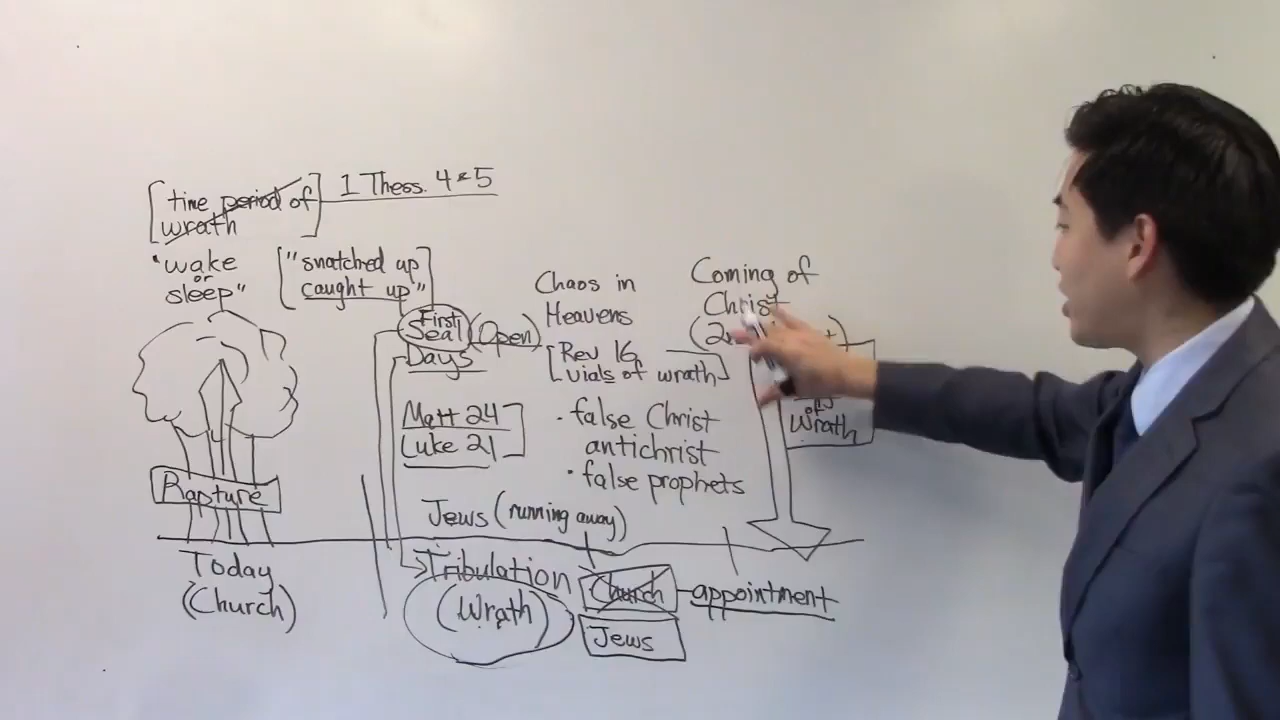 [time period of
wrath]
1 Thess. 4 & 5
"wake
or
sleep"
["snatched up
caught up"]
First
Seal
(Open)
Days
Matt 24
Luke 21
Chaos in
Heavens
[Rev 16
vials of wrath]
• false Christ
antichrist
• false prophets
Coming of
Christ
of
Wrath
Rapture
Jews (running away)
Today
(Church)
Tribulation
(Wrath)
Church
Jews
appointment